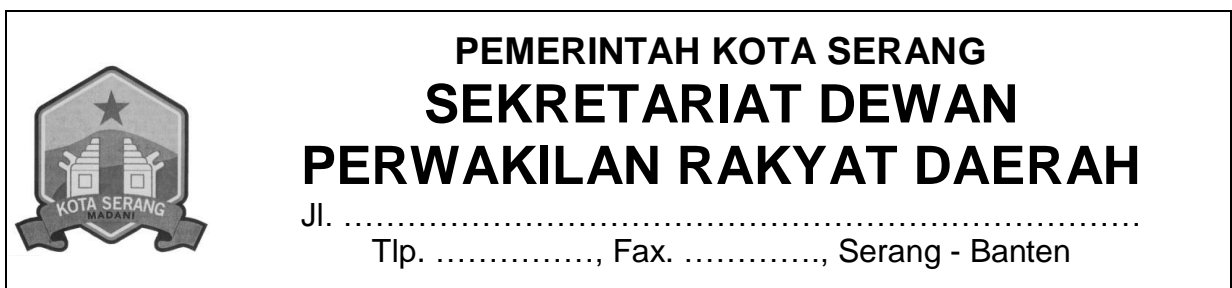 PEMERINTAH KOTA SERANG
SEKRETARIAT DEWAN
PERWAKILAN RAKYAT DAERAH
Jl. ……………………………………………………………………
Tlp. ……………, Fax. …………., Serang - Banten
KOTA SERANG
MADANI